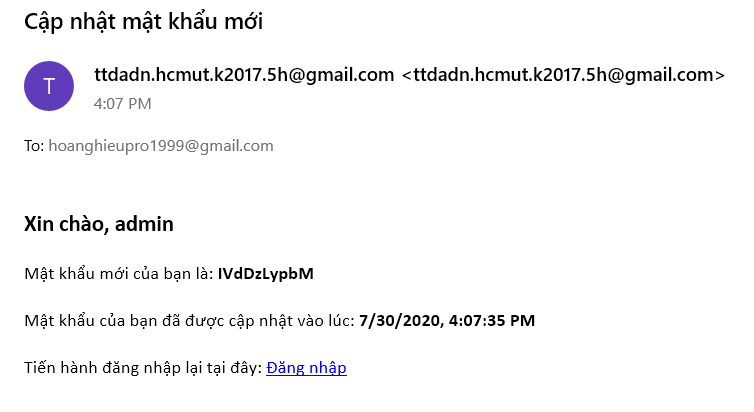 Cập nhật mật khẩu mới
T
ttdadn.hcmut.k2017.5h@gmail.com <ttdadn.hcmut.k2017.5h@gmail.com>
4:07 PM
To: hoanghieupro1999@gmail.com
Xin chào, admin
Mật khẩu mới của bạn là: IVdDzLypbM
Mật khẩu của bạn đã được cập nhật vào lúc: 7/30/2020, 4:07:35 PM
Tiến hành đăng nhập lại tại đây: Đăng nhập